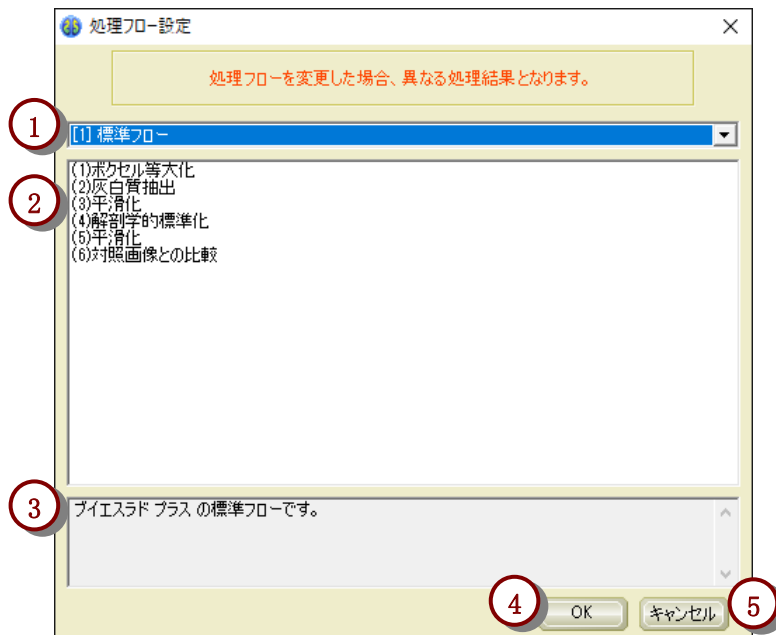 処理フロー設定
処理フローを変更した場合、異なる処理結果となります。
1
[1] 標準フロー
2
(1)ボクセル等大化
(2)灰白質抽出
(3)平滑化
(4)解剖学的標準化
(5)平滑化
(6)対照画像との比較
3
ブイエスラド プラス の標準フローです。
4
OK
キャンセル
5